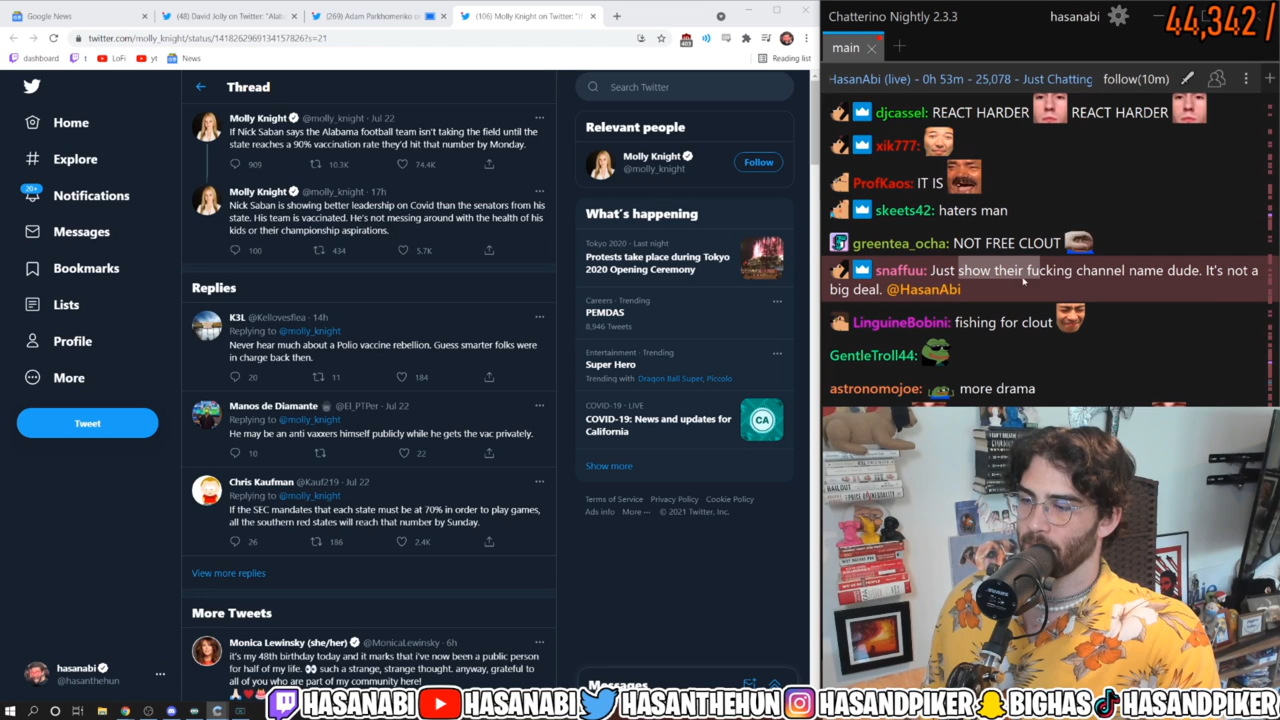 Google News
(48) David Jolly on Twitter: "Alab
(269) Adam Parkhomenko o
(106) Molly Knight on Twitter: "I
twitter.com/molly_knight/status/1418262969134157826?s=21
dashboard
t
LoFi
yt
News
Reading list
Home
Explore
20+
Notifications
Messages
Bookmarks
Lists
Profile
More
Tweet
hasanabi
@hasanthehun
Thread
Molly Knight @molly_knight · Jul 22
If Nick Saban says the Alabama football team isn't taking the field until the
state reaches a 90% vaccination rate they'd hit that number by Monday.
909 10.3K 74.4K
Molly Knight @molly_knight · 17h
Nick Saban is showing better leadership on Covid than the senators from his
state. His team is vaccinated. He's not messing around with the health of his
kids or their championship aspirations.
100 434 5.7K
Replies
K3L @Kellovesflea · 14h
Replying to @molly_knight
Never hear much about a Polio vaccine rebellion. Guess smarter folks were
in charge back then.
20 11 184
Manos de Diamante @El_PTPer · Jul 22
Replying to @molly_knight
He may be an anti vaxxers himself publicly while he gets the vac privately.
10 22
Chris Kaufman @Kauf219 · Jul 22
Replying to @molly_knight
If the SEC mandates that each state must be at 70% in order to play games,
all the southern red states will reach that number by Sunday.
26 186 2.4K
View more replies
More Tweets
Monica Lewinsky (she/her) @MonicaLewinsky · 6h
it's my 48th birthday today and it marks that i've now been a public person
for half of my life. 👀 such a strange, strange thought. anyway, grateful to
all of you who are part of my community here!
Search Twitter
Relevant people
Molly Knight
@molly_knight
Follow
What's happening
Tokyo 2020 · Last night
Protests take place during Tokyo
2020 Opening Ceremony
Careers · Trending
PEMDAS
8,946 Tweets
Entertainment · Trending
Super Hero
Trending with Dragon Ball Super, Piccolo
COVID-19 · LIVE
COVID-19: News and updates for
California
Show more
Terms of Service Privacy Policy Cookie Policy
Ads info More ··· © 2021 Twitter, Inc.
Messages
Chatterino Nightly 2.3.3
hasanabi
44,342 /
main
HasanAbi (live) - 0h 53m - 25,078 - Just Chatting
follow(10m)
djcassel: REACT HARDER REACT HARDER
xik777:
ProfKaos: IT IS
skeets42: haters man
greentea_ocha: NOT FREE CLOUT
snaffuu: Just show their fucking channel name dude. It's not a
big deal. @HasanAbi
LinguineBobini: fishing for clout
GentleTroll44:
astronomojoe: more drama
HASANABI HASANABI HASANTHEHUN HASANDPIKER BIGHAS HASANDPIKER